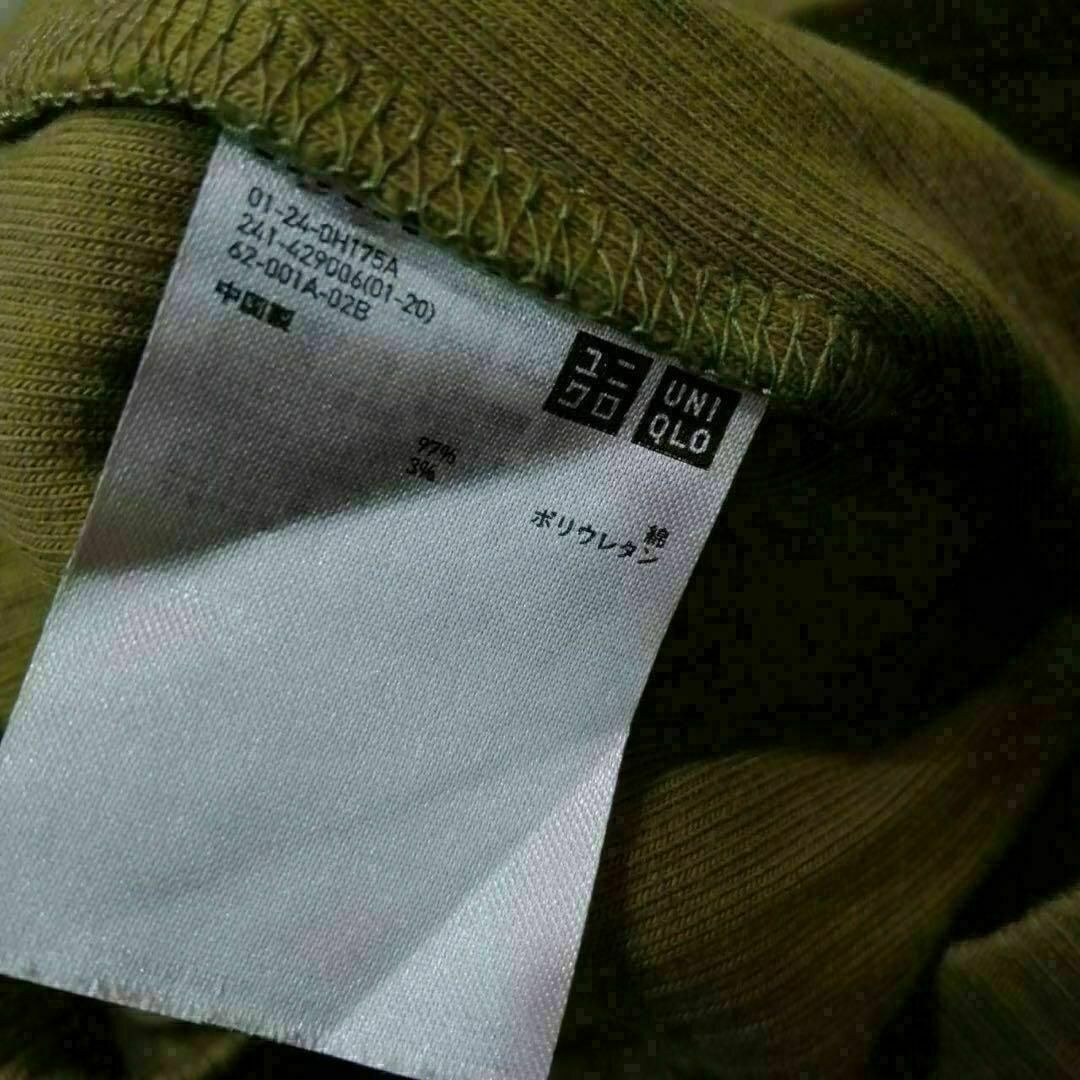 01-24-DH175A
241-429006(01-20)
62-001A-02B
中国製
ユニ
クロ
UNI
QLO
綿 97%
ポリウレタン 3%